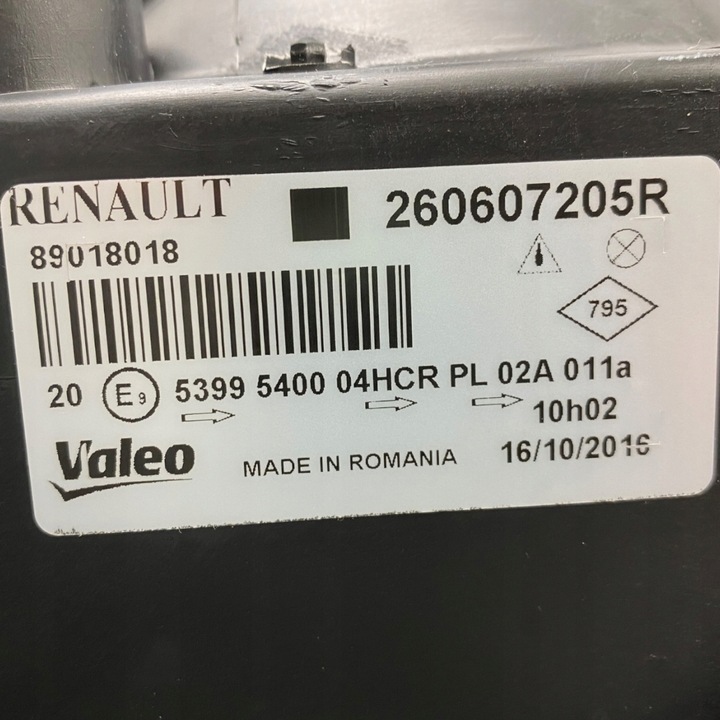 RENAULT 260607205R
89018018
795
20 E9 5399 5400 04HCR PL 02A 011a
10h02
Valeo MADE IN ROMANIA 16/10/2016